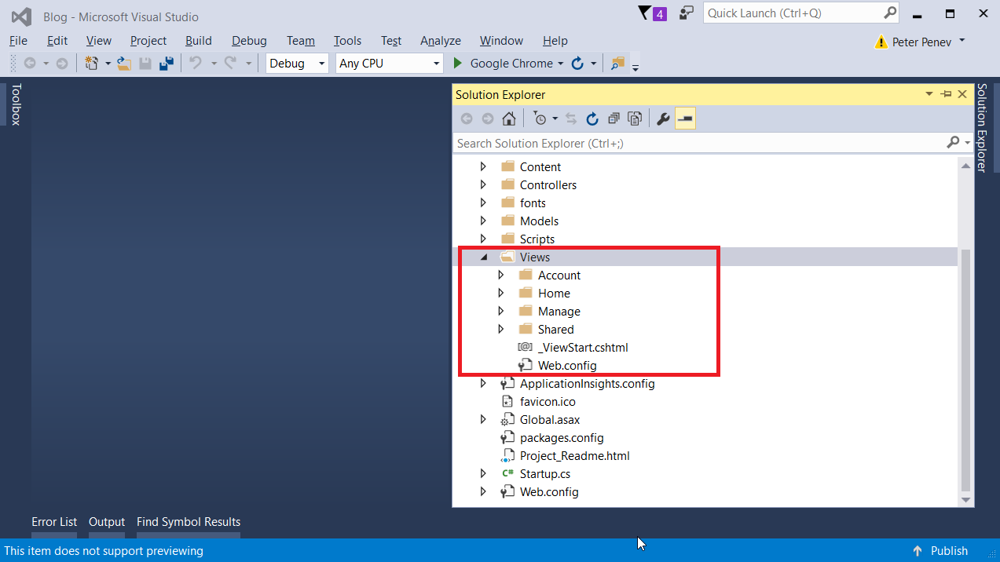 Blog - Microsoft Visual Studio
4
Quick Launch (Ctrl+Q)
File Edit View Project Build Debug Team Tools Test Analyze Window Help
Peter Penev
Debug Any CPU Google Chrome
Toolbox
Solution Explorer
Solution Explorer
Search Solution Explorer (Ctrl+;)
Content
Controllers
fonts
Models
Scripts
Views
Account
Home
Manage
Shared
[@] _ViewStart.cshtml
Web.config
ApplicationInsights.config
favicon.ico
Global.asax
packages.config
Project_Readme.html
C# Startup.cs
Web.config
Error List Output Find Symbol Results
This item does not support previewing
Publish